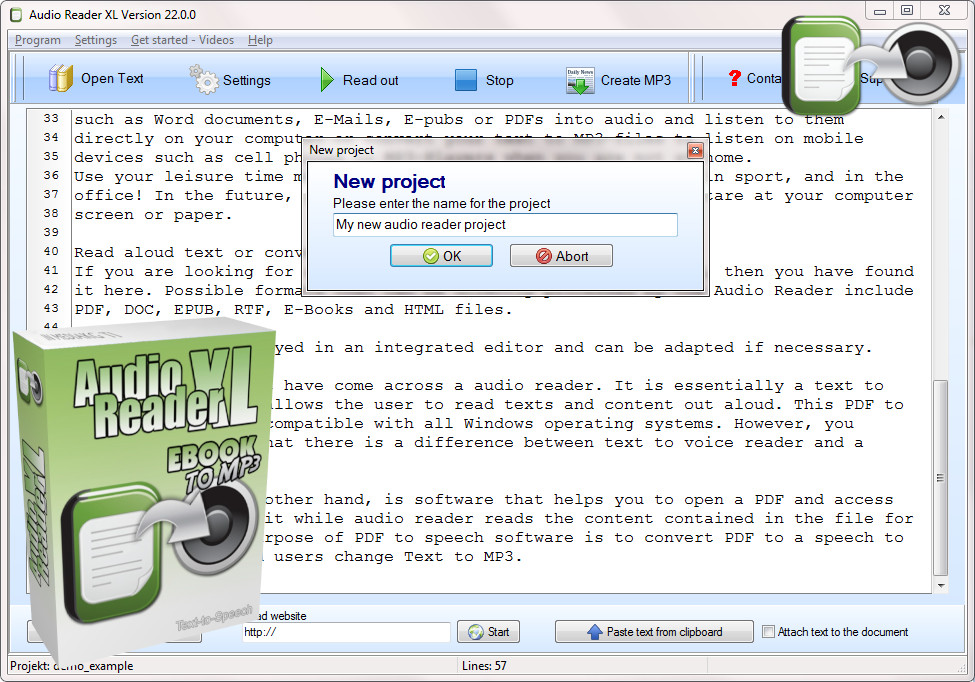 Audio Reader XL Version 22.0.0
Program Settings Get started - Videos Help
Open Text Settings Read out Stop Daily News Create MP3 ? Conta Sup
33 such as Word documents, E-Mails, E-pubs or PDFs into audio and listen to them
34 directly on your computer or convert your text to MP3 files to listen on mobile
35 devices such as cell ph home.
36 Use your leisure time m in sport, and in the
37 office! In the future, tare at your computer
38 screen or paper.
39
40 Read aloud text or conv
41 If you are looking for , then you have found
42 it here. Possible forma Audio Reader include
43 PDF, DOC, EPUB, RTF, E-Books and HTML files.
44
New project
New project
Please enter the name for the project
My new audio reader project
OK Abort
yed in an integrated editor and can be adapted if necessary.
have come across a audio reader. It is essentially a text to
llows the user to read texts and content out aloud. This PDF to
compatible with all Windows operating systems. However, you
hat there is a difference between text to voice reader and a
other hand, is software that helps you to open a PDF and access
it while audio reader reads the content contained in the file for
rpose of PDF to speech software is to convert PDF to a speech to
users change Text to MP3.
Audio
Reader XL
EBOOK
TO MP3
Text-to-Speech
ad website
http:// Start Paste text from clipboard Attach text to the document
Projekt: demo_example Lines: 57